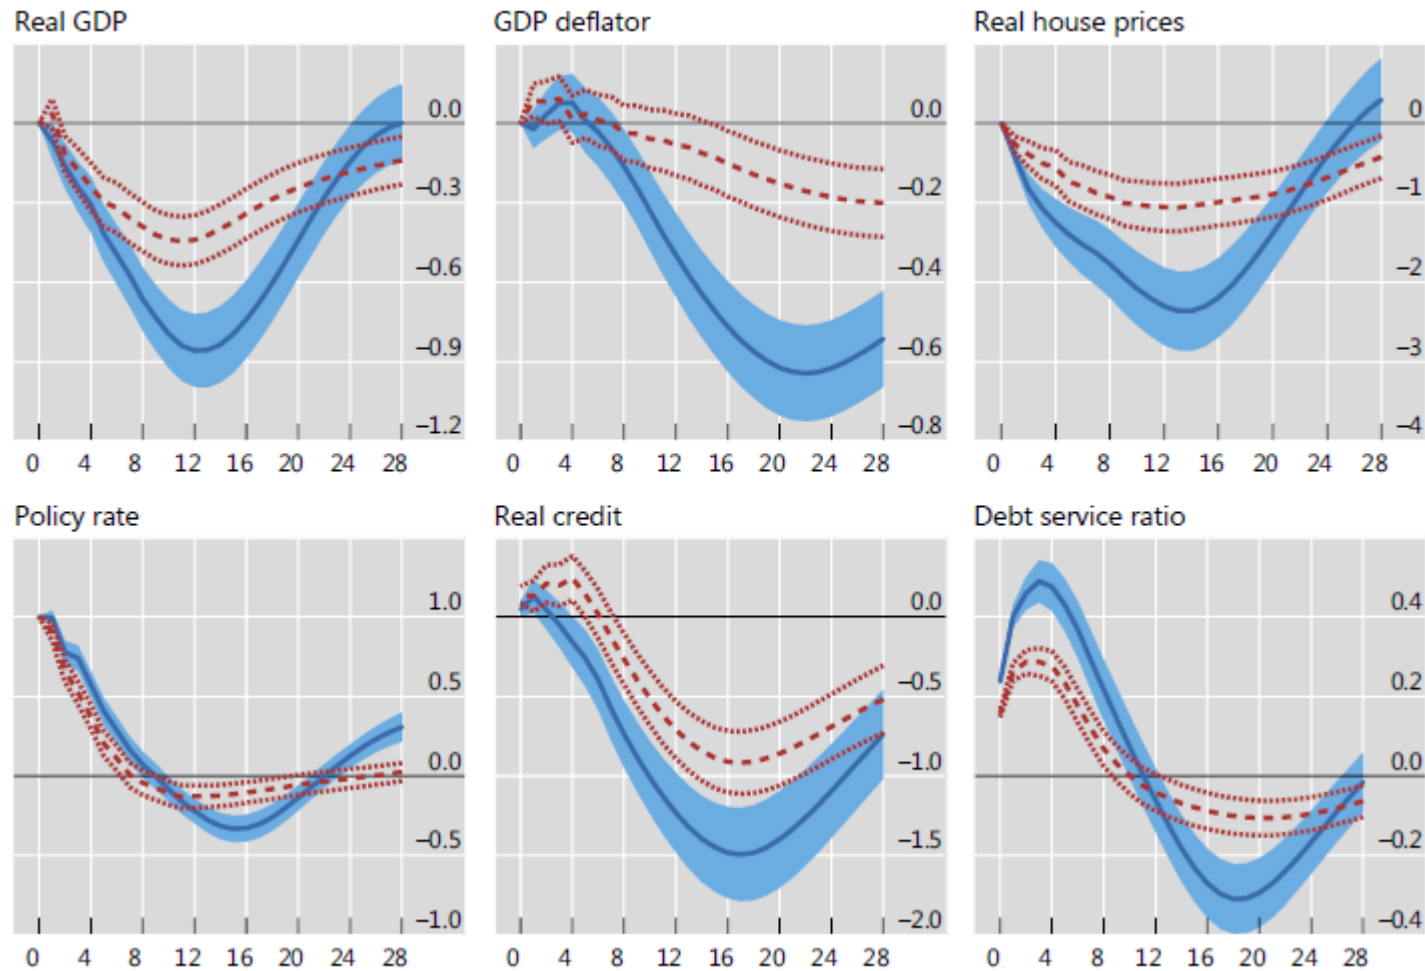 Real GDP
0.0
−0.3
−0.6
−0.9
−1.2
0 4 8 12 16 20 24 28
GDP deflator
0.0
−0.2
−0.4
−0.6
−0.8
0 4 8 12 16 20 24 28
Real house prices
0
−1
−2
−3
−4
0 4 8 12 16 20 24 28
Policy rate
1.0
0.5
0.0
−0.5
−1.0
0 4 8 12 16 20 24 28
Real credit
0.0
−0.5
−1.0
−1.5
−2.0
0 4 8 12 16 20 24 28
Debt service ratio
0.4
0.2
0.0
−0.2
−0.4
0 4 8 12 16 20 24 28